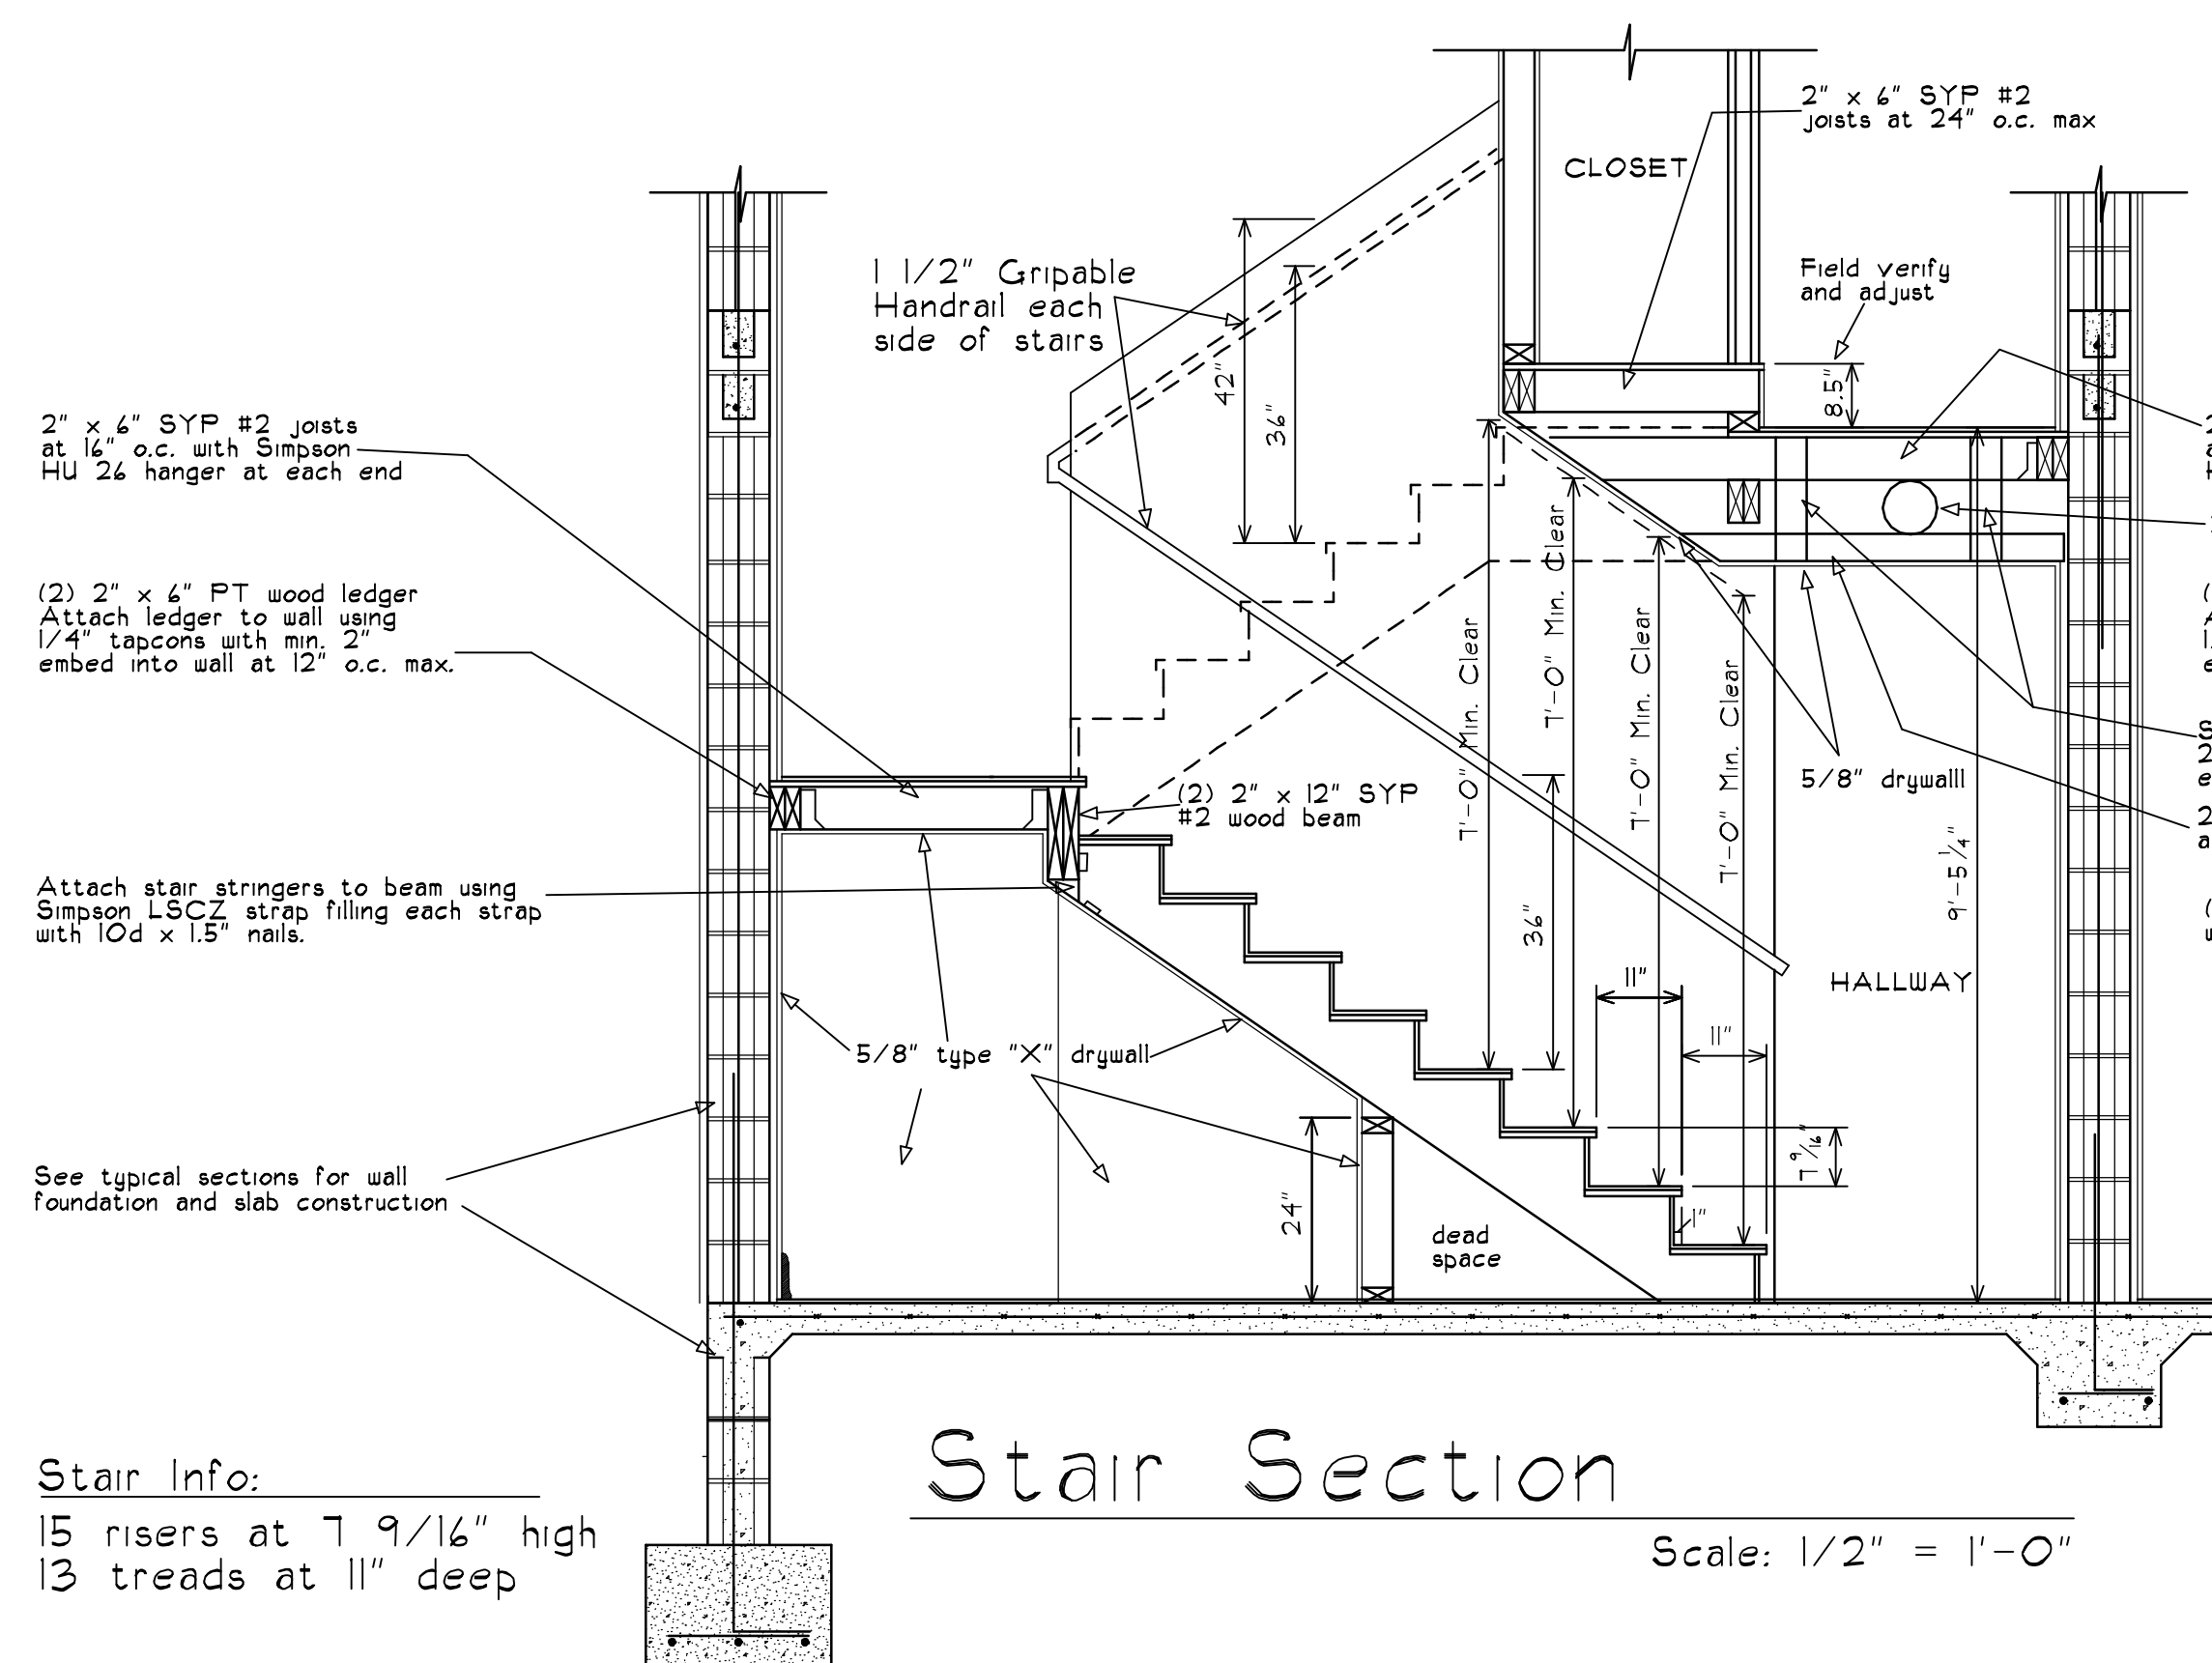 2" x 6" SYP #2
joists at 24" o.c. max
CLOSET
1 1/2" Gripable
Handrail each
side of stairs
Field verify
and adjust
42"
36"
8.5"
2" x 6" SYP #2 joists
at 16" o.c. with Simpson
HU 26 hanger at each end
(2) 2" x 6" PT wood ledger
Attach ledger to wall using
1/4" tapcons with min. 2"
embed into wall at 12" o.c. max.
7'-0" Min. Clear
7'-0" Min. Clear
7'-0" Min. Clear
7'-0" Min. Clear
5/8" drywalll
(2) 2" x 12" SYP
#2 wood beam
9'-5 1/4"
Attach stair stringers to beam using
Simpson LSCZ strap filling each strap
with 10d x 1.5" nails.
36"
HALLWAY
11"
11"
5/8" type "X" drywall
7 9/16"
See typical sections for wall
foundation and slab construction
24"
1"
dead
space
Stair Section
Scale: 1/2" = 1'-0"
Stair Info:
15 risers at 7 9/16" high
13 treads at 11" deep